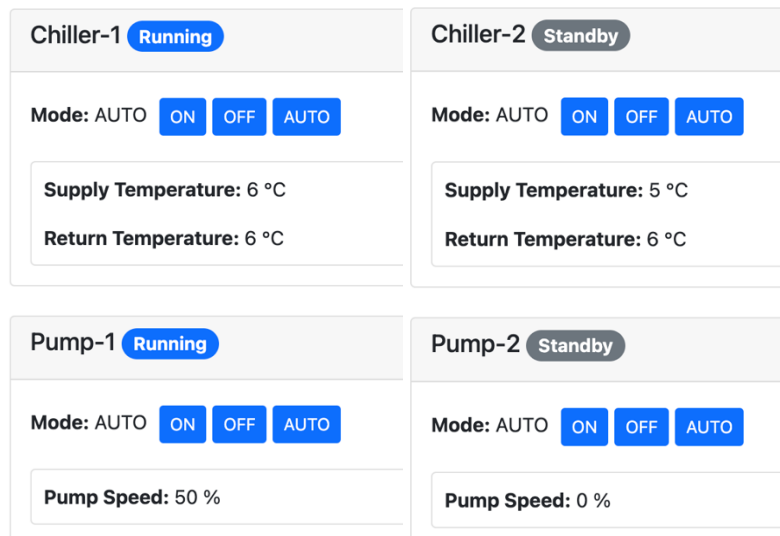 Chiller-1 Running
Mode: AUTO ON OFF AUTO
Supply Temperature: 6 °C
Return Temperature: 6 °C
Chiller-2 Standby
Mode: AUTO ON OFF AUTO
Supply Temperature: 5 °C
Return Temperature: 6 °C
Pump-1 Running
Mode: AUTO ON OFF AUTO
Pump Speed: 50 %
Pump-2 Standby
Mode: AUTO ON OFF AUTO
Pump Speed: 0 %